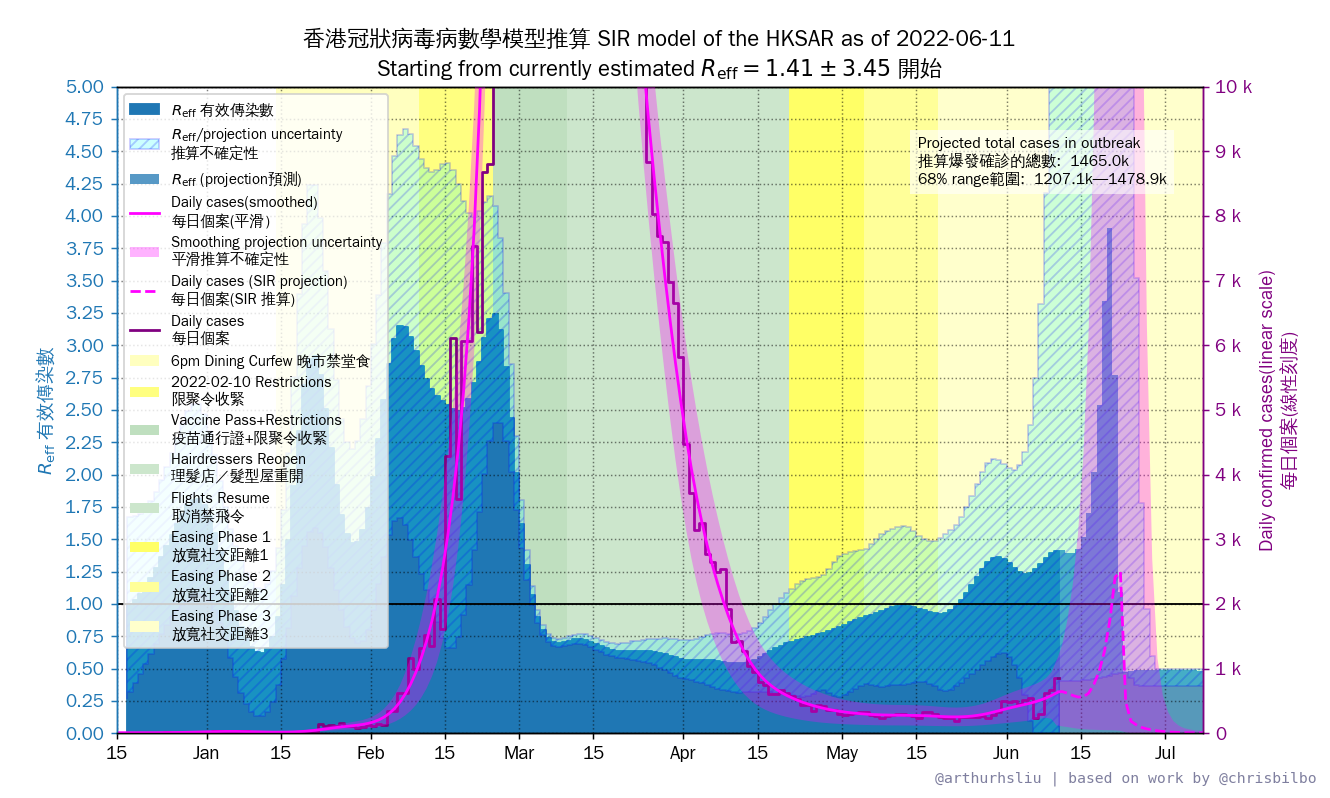 香港冠狀病毒病數學模型推算 SIR model of the HKSAR as of 2022-06-11
Starting from currently estimated R_eff = 1.41 ± 3.45 開始
R_eff 有效傳染數
R_eff/projection uncertainty
推算不確定性
R_eff (projection預測)
Daily cases(smoothed)
每日個案(平滑)
Smoothing projection uncertainty
平滑推算不確定性
Daily cases (SIR projection)
每日個案(SIR 推算)
Daily cases
每日個案
6pm Dining Curfew 晚市禁堂食
2022-02-10 Restrictions
限聚令收緊
Vaccine Pass+Restrictions
疫苗通行證+限聚令收緊
Hairdressers Reopen
理髮店／髮型屋重開
Flights Resume
取消禁飛令
Easing Phase 1
放寬社交距離1
Easing Phase 2
放寬社交距離2
Easing Phase 3
放寬社交距離3
Projected total cases in outbreak
推算爆發確診的總數: 1465.0k
68% range範圍: 1207.1k—1478.9k
R_eff 有效傳染數
5.00
4.75
4.50
4.25
4.00
3.75
3.50
3.25
3.00
2.75
2.50
2.25
2.00
1.75
1.50
1.25
1.00
0.75
0.50
0.25
0.00
10 k
9 k
8 k
7 k
6 k
5 k
4 k
3 k
2 k
1 k
0
Daily confirmed cases(linear scale)
每日個案(線性刻度)
15 Jan 15 Feb 15 Mar 15 Apr 15 May 15 Jun 15 Jul
@arthurhsliu | based on work by @chrisbilbo